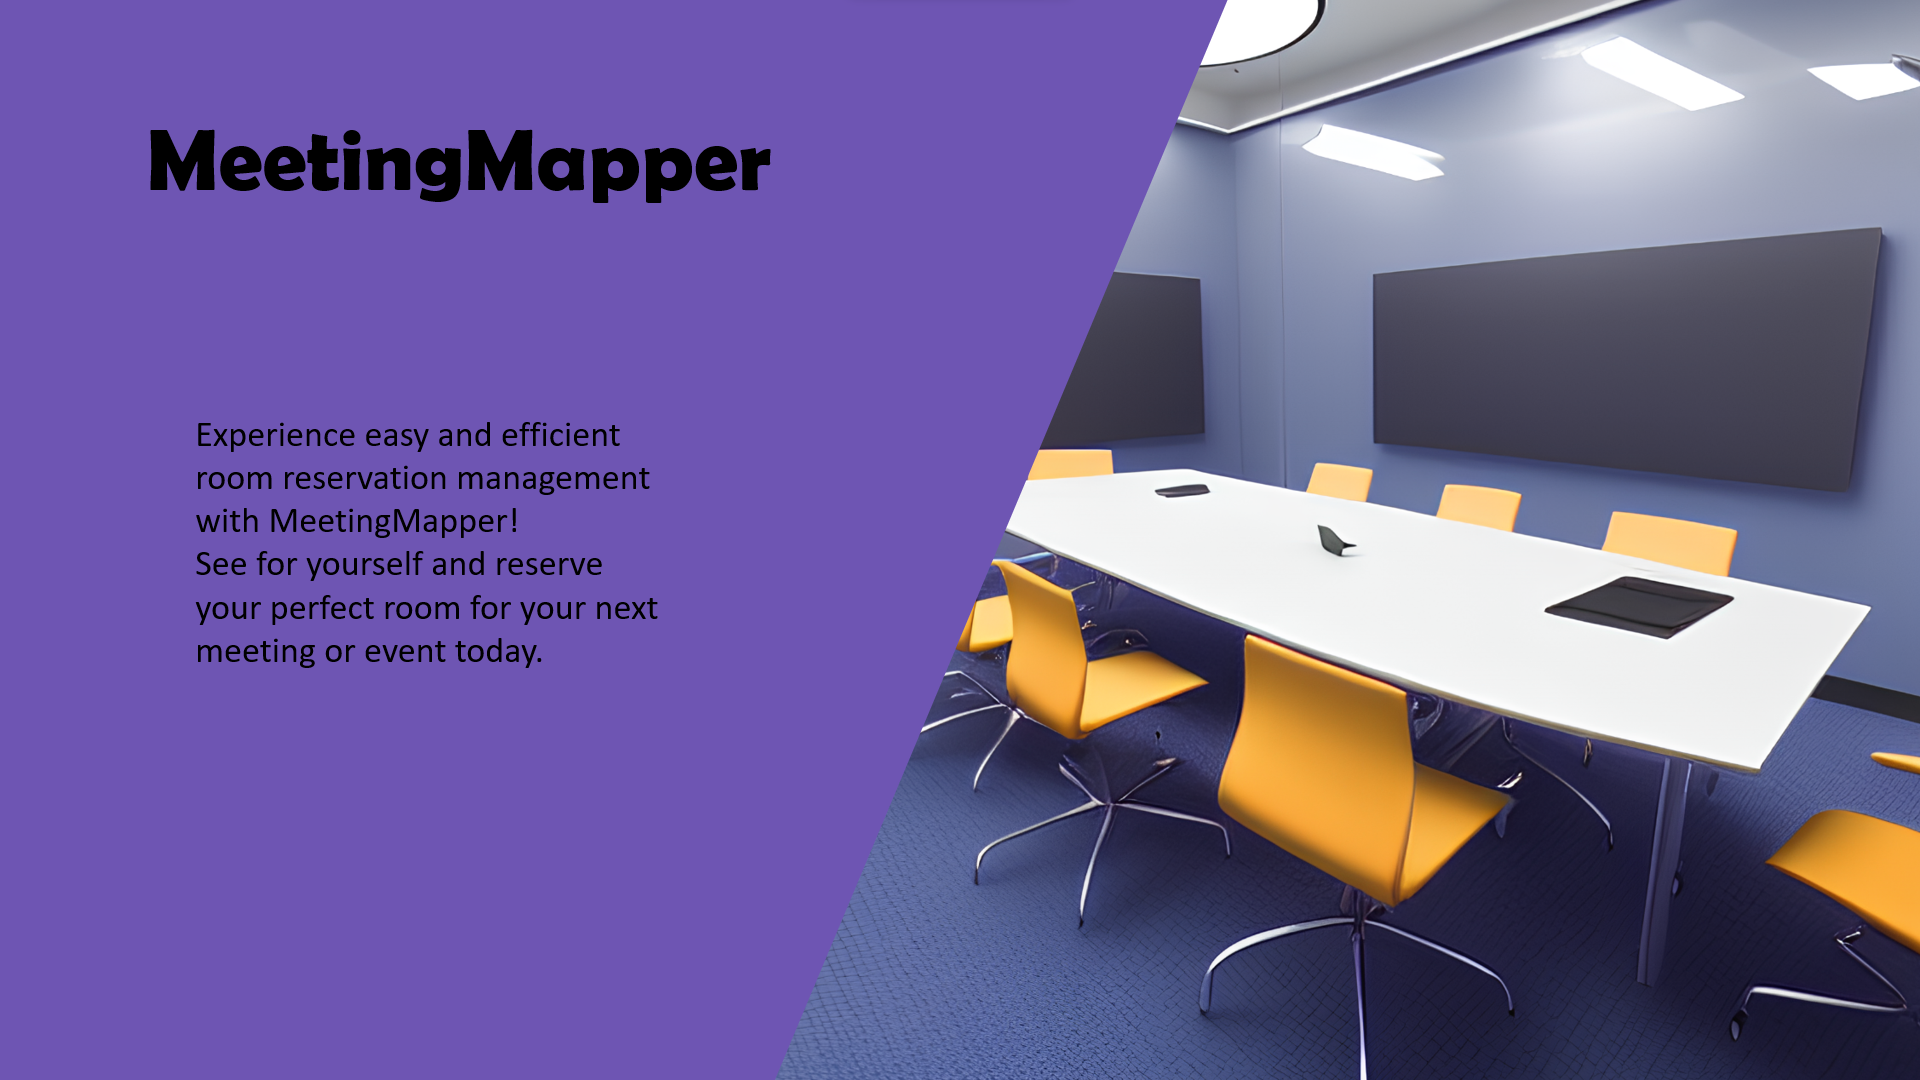 MeetingMapper
Experience easy and efficient
room reservation management
with MeetingMapper!
See for yourself and reserve
your perfect room for your next
meeting or event today.